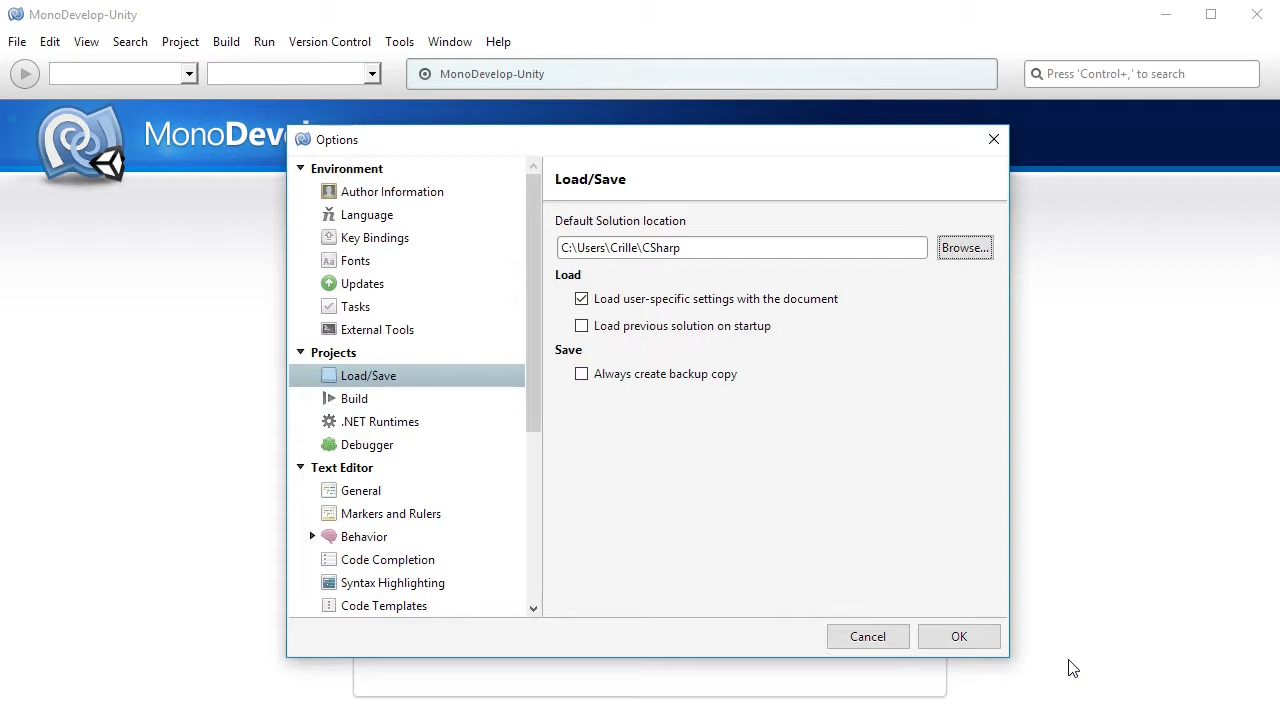 MonoDevelop-Unity
File Edit View Search Project Build Run Version Control Tools Window Help
MonoDevelop-Unity
Press 'Control+,' to search
Options
Environment
Author Information
Language
Key Bindings
Fonts
Updates
Tasks
External Tools
Projects
Load/Save
Build
.NET Runtimes
Debugger
Text Editor
General
Markers and Rulers
Behavior
Code Completion
Syntax Highlighting
Code Templates
Load/Save
Default Solution location
C:\Users\Crille\CSharp
Browse...
Load
Load user-specific settings with the document
Load previous solution on startup
Save
Always create backup copy
Cancel
OK